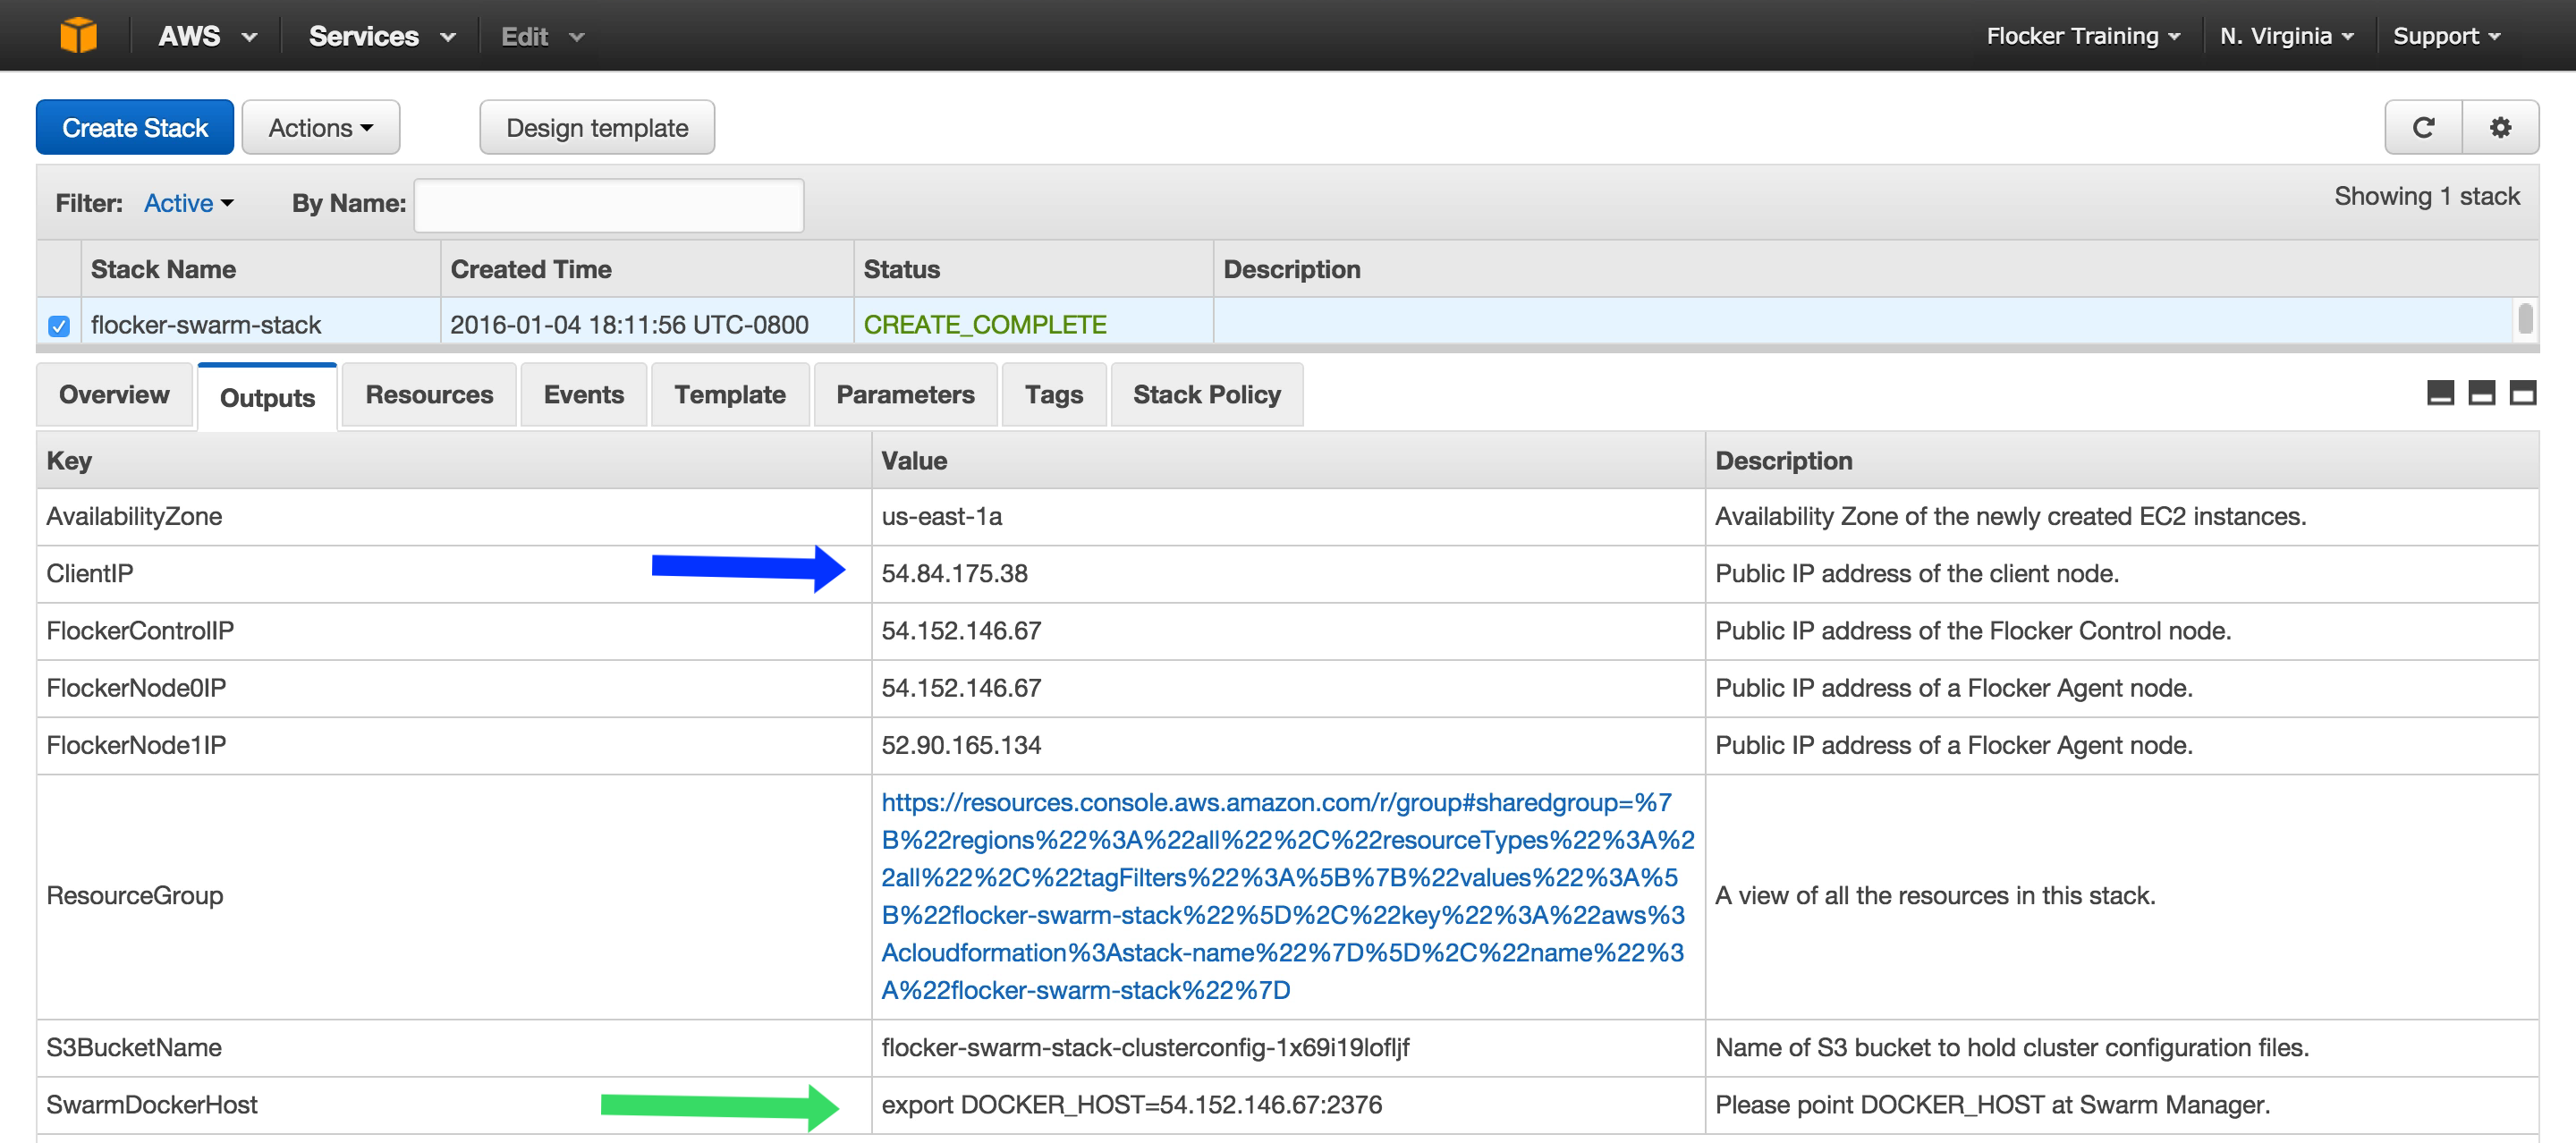 AWS Services Edit Flocker Training N. Virginia Support
Create Stack Actions Design template
Filter: Active By Name: Showing 1 stack
Stack Name Created Time Status Description
flocker-swarm-stack 2016-01-04 18:11:56 UTC-0800 CREATE_COMPLETE
Overview Outputs Resources Events Template Parameters Tags Stack Policy
Key Value Description
AvailabilityZone us-east-1a Availability Zone of the newly created EC2 instances.
ClientIP 54.84.175.38 Public IP address of the client node.
FlockerControlIP 54.152.146.67 Public IP address of the Flocker Control node.
FlockerNode0IP 54.152.146.67 Public IP address of a Flocker Agent node.
FlockerNode1IP 52.90.165.134 Public IP address of a Flocker Agent node.
https://resources.console.aws.amazon.com/r/group#sharedgroup=%7
B%22regions%22%3A%22all%22%2C%22resourceTypes%22%3A%2
2all%22%2C%22tagFilters%22%3A%5B%7B%22values%22%3A%5
ResourceGroup A view of all the resources in this stack.
B%22flocker-swarm-stack%22%5D%2C%22key%22%3A%22aws%3
Acloudformation%3Astack-name%22%7D%5D%2C%22name%22%3
A%22flocker-swarm-stack%22%7D
S3BucketName flocker-swarm-stack-clusterconfig-1x69i19lofljf Name of S3 bucket to hold cluster configuration files.
SwarmDockerHost export DOCKER_HOST=54.152.146.67:2376 Please point DOCKER_HOST at Swarm Manager.